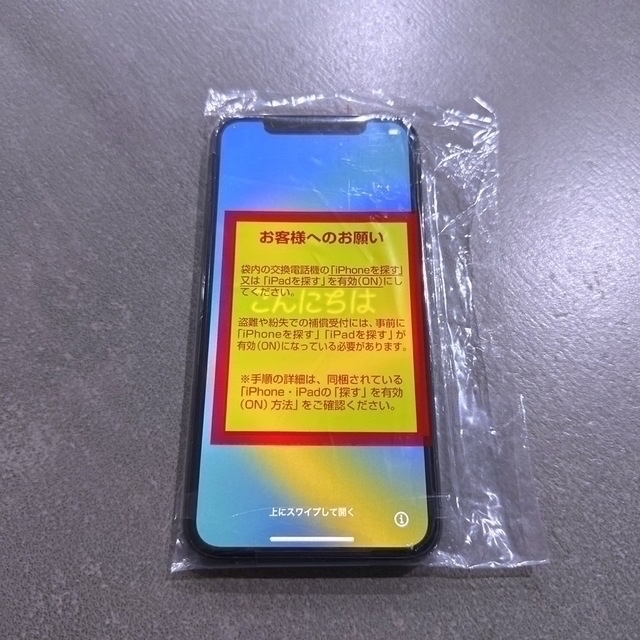 お客様へのお願い
袋内の交換電話機の「iPhoneを探す」
又は「iPadを探す」を有効(ON)にし
てください。
こんにちは
盗難や紛失での補償受付には、事前に
「iPhoneを探す」「iPadを探す」が
有効(ON)になっている必要があります。
※手順の詳細は、同梱されている
「iPhone・iPadの「探す」を有効
(ON)方法」をご確認ください。
上にスワイプして開く